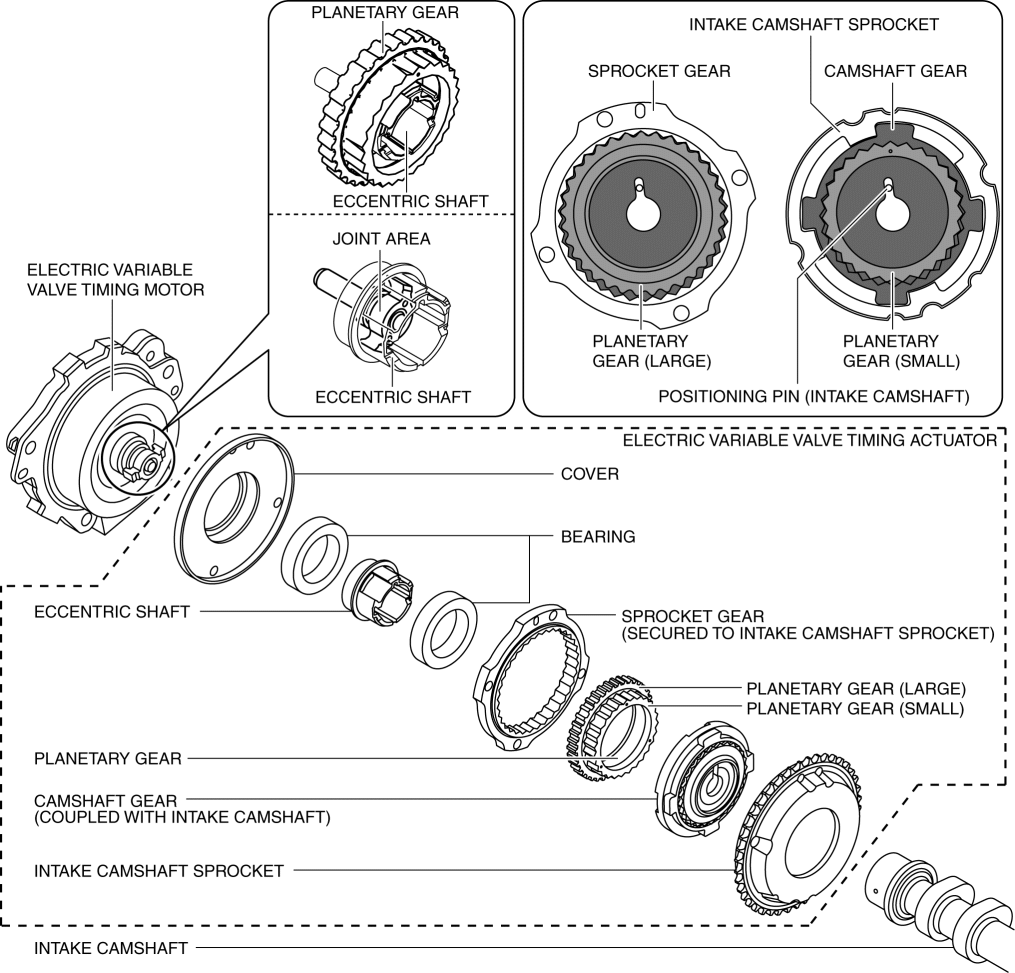 PLANETARY GEAR
ECCENTRIC SHAFT
JOINT AREA
ECCENTRIC SHAFT
INTAKE CAMSHAFT SPROCKET
SPROCKET GEAR
CAMSHAFT GEAR
PLANETARY
GEAR (LARGE)
PLANETARY
GEAR (SMALL)
POSITIONING PIN (INTAKE CAMSHAFT)
ELECTRIC VARIABLE
VALVE TIMING MOTOR
ELECTRIC VARIABLE VALVE TIMING ACTUATOR
COVER
BEARING
ECCENTRIC SHAFT
SPROCKET GEAR
(SECURED TO INTAKE CAMSHAFT SPROCKET)
PLANETARY GEAR (LARGE)
PLANETARY GEAR (SMALL)
PLANETARY GEAR
CAMSHAFT GEAR
(COUPLED WITH INTAKE CAMSHAFT)
INTAKE CAMSHAFT SPROCKET
INTAKE CAMSHAFT